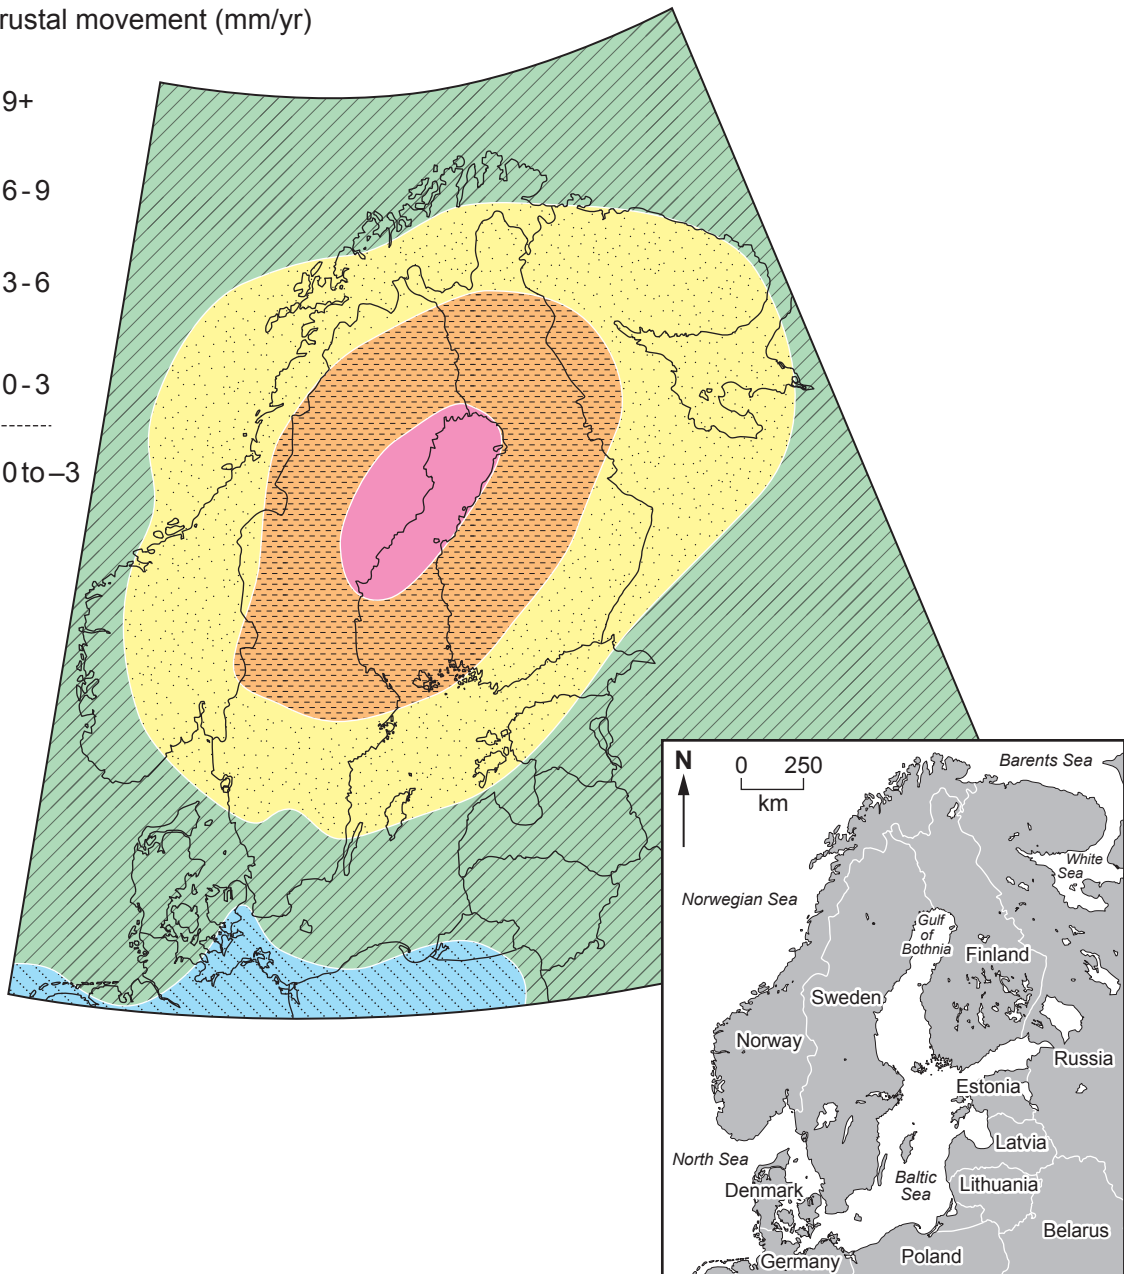 rustal movement (mm/yr)
9+
6 - 9
3 - 6
0 - 3
0 to –3
N
0 250
km
Barents Sea
White
Sea
Norwegian Sea
Gulf
of
Bothnia
Finland
Sweden
Norway
Russia
Estonia
Latvia
North Sea
Baltic
Sea
Lithuania
Denmark
Belarus
Poland
Germany